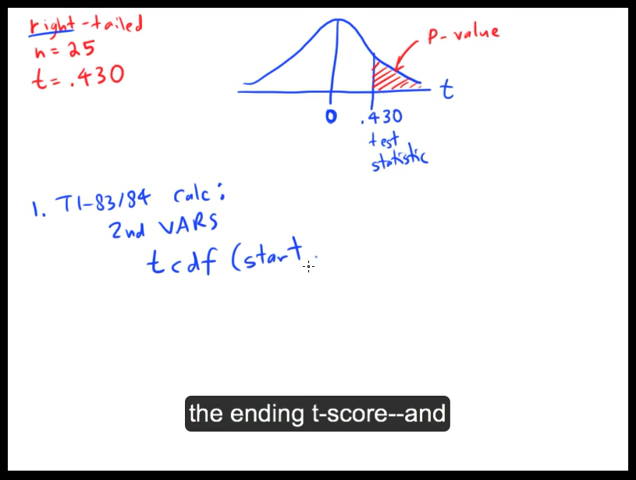 right-tailed
n = 25
t = .430
P-value
t
0
.430
test
statistic
1. TI-83/84 calc:
2nd VARS
tcdf (start,
the ending t-score--and